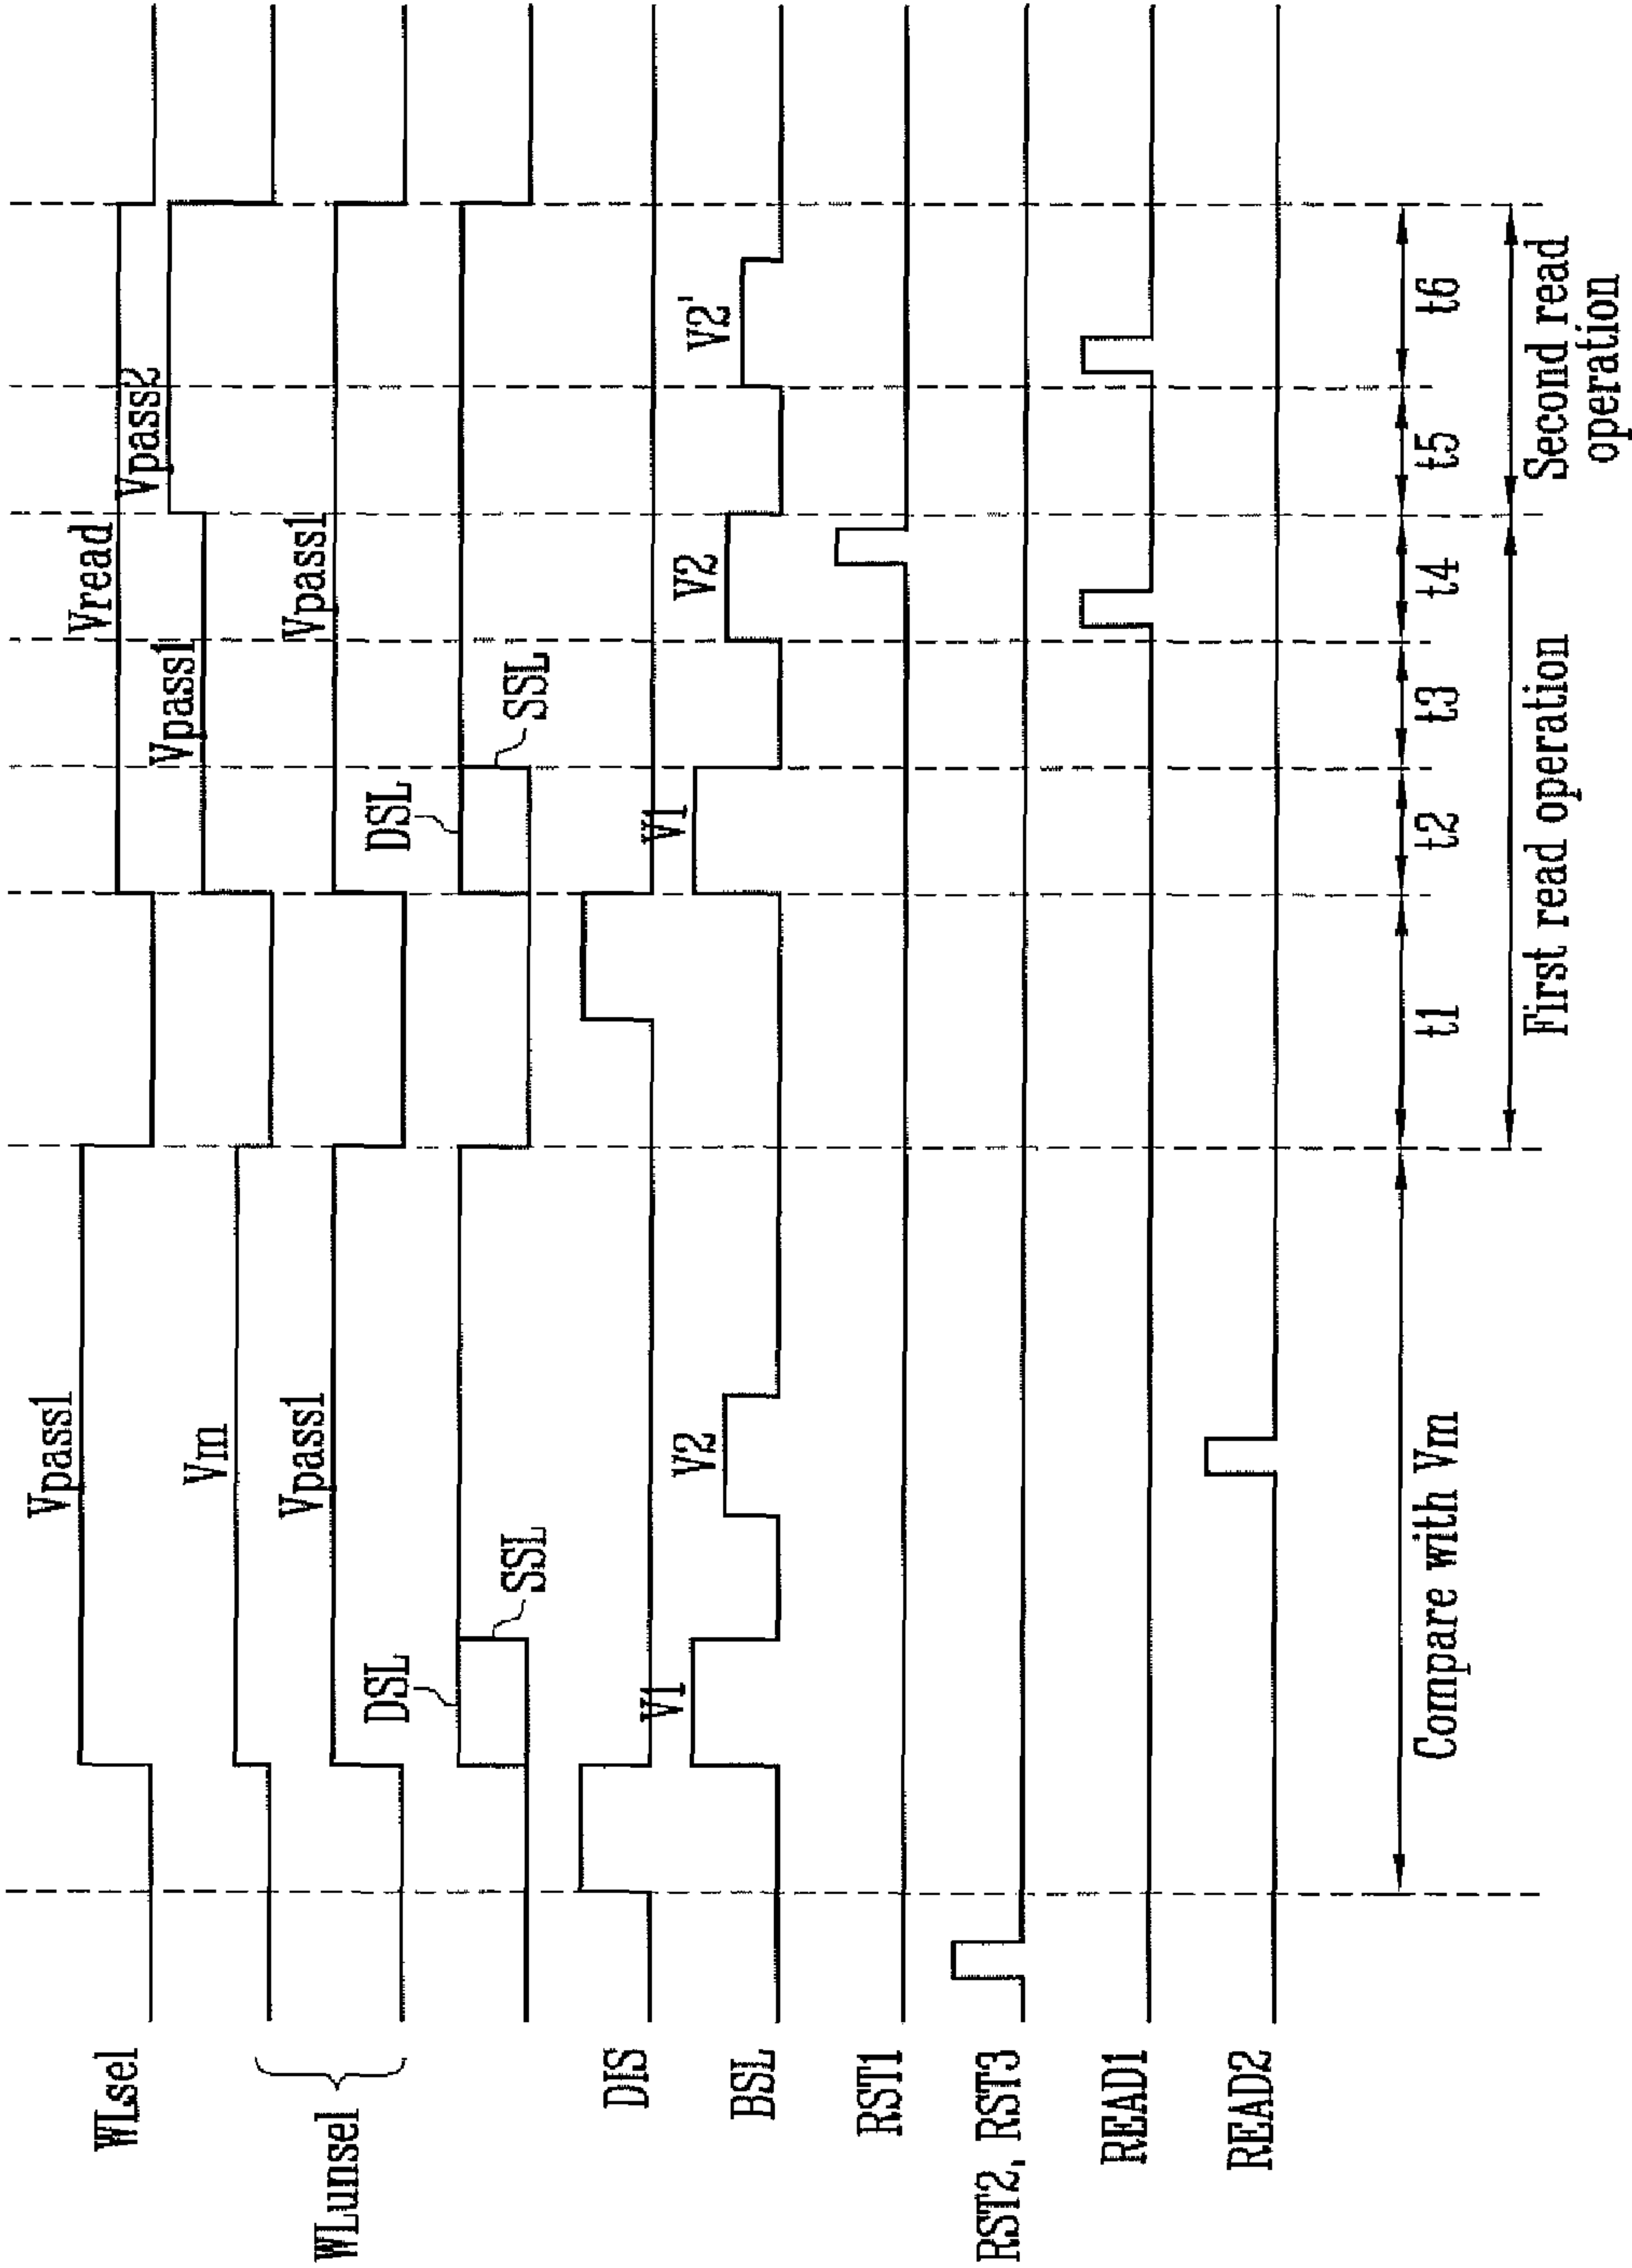 WLsel
Vpass1
Vread
WLunsel
Vm
Vpass1
Vpass2
Vpass1
Vpass1
DSL
SSL
DSL
SSL
DIS
BSL
V1
V2
V1
V2
V2'
RST1
RST2, RST3
READ1
READ2
Compare with Vm
t1
t2
t3
t4
t5
t6
First read operation
Second read
operation